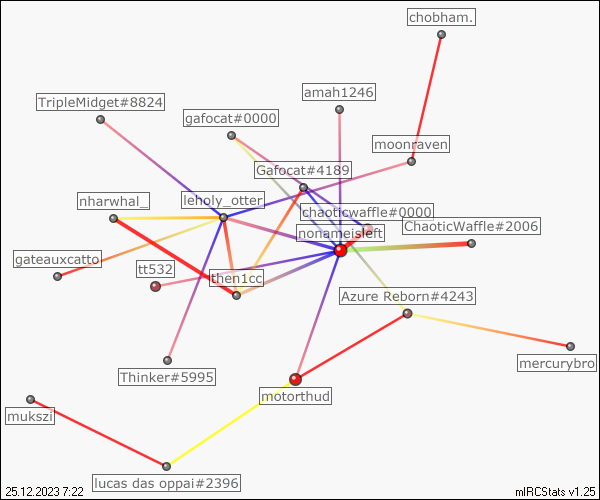 chobham.
amah1246
TripleMidget#8824
gafocat#0000
moonraven
Gafocat#4189
nharwhal_
leholy_otter
chaoticwaffle#0000
ChaoticWaffle#2006
nonameisleft
gateauxcatto
tt532
then1cc
Azure Reborn#4243
mercurybro
Thinker#5995
motorthud
mukszi
lucas das oppai#2396
25.12.2023 7:22
mIRCStats v1.25